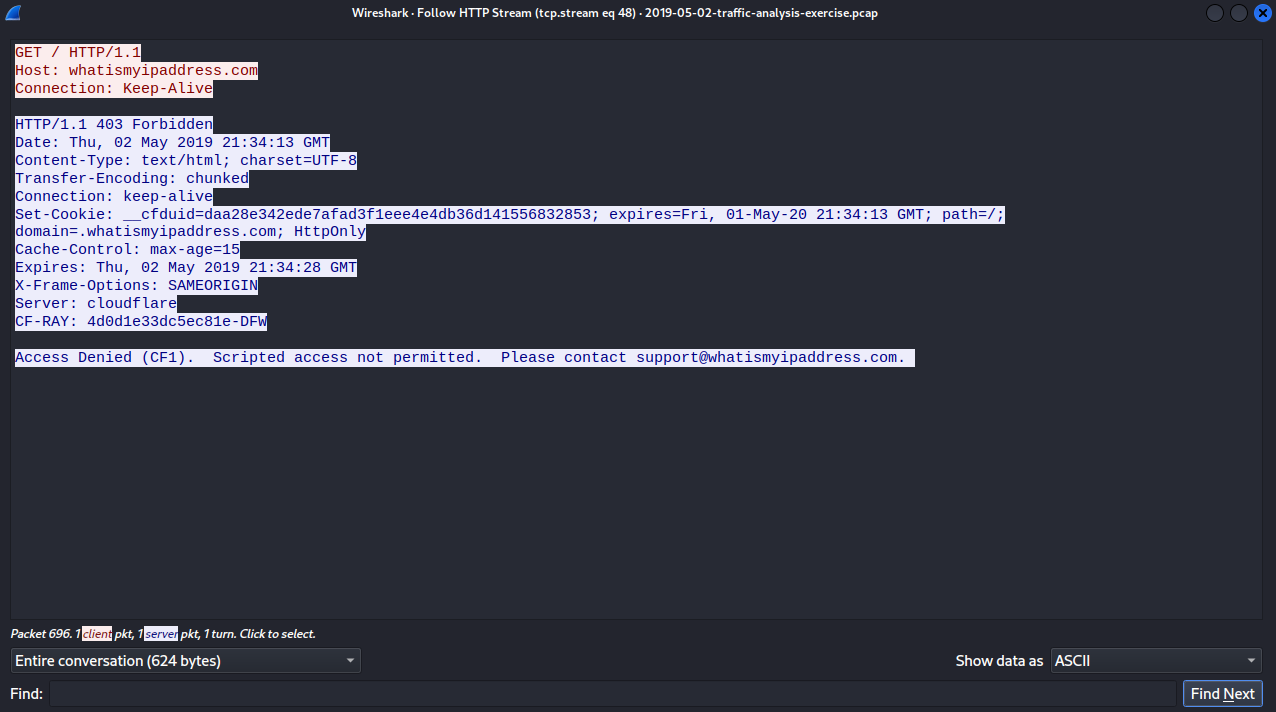 Wireshark · Follow HTTP Stream (tcp.stream eq 48) · 2019-05-02-traffic-analysis-exercise.pcap
GET / HTTP/1.1
Host: whatismyipaddress.com
Connection: Keep-Alive
HTTP/1.1 403 Forbidden
Date: Thu, 02 May 2019 21:34:13 GMT
Content-Type: text/html; charset=UTF-8
Transfer-Encoding: chunked
Connection: keep-alive
Set-Cookie: __cfduid=daa28e342ede7afad3f1eee4e4db36d141556832853; expires=Fri, 01-May-20 21:34:13 GMT; path=/;
domain=.whatismyipaddress.com; HttpOnly
Cache-Control: max-age=15
Expires: Thu, 02 May 2019 21:34:28 GMT
X-Frame-Options: SAMEORIGIN
Server: cloudflare
CF-RAY: 4d0d1e33dc5ec81e-DFW
Access Denied (CF1).  Scripted access not permitted.  Please contact support@whatismyipaddress.com.
Packet 696. 1 client pkt, 1 server pkt, 1 turn. Click to select.
Entire conversation (624 bytes)
Show data as ASCII
Find:
Find Next